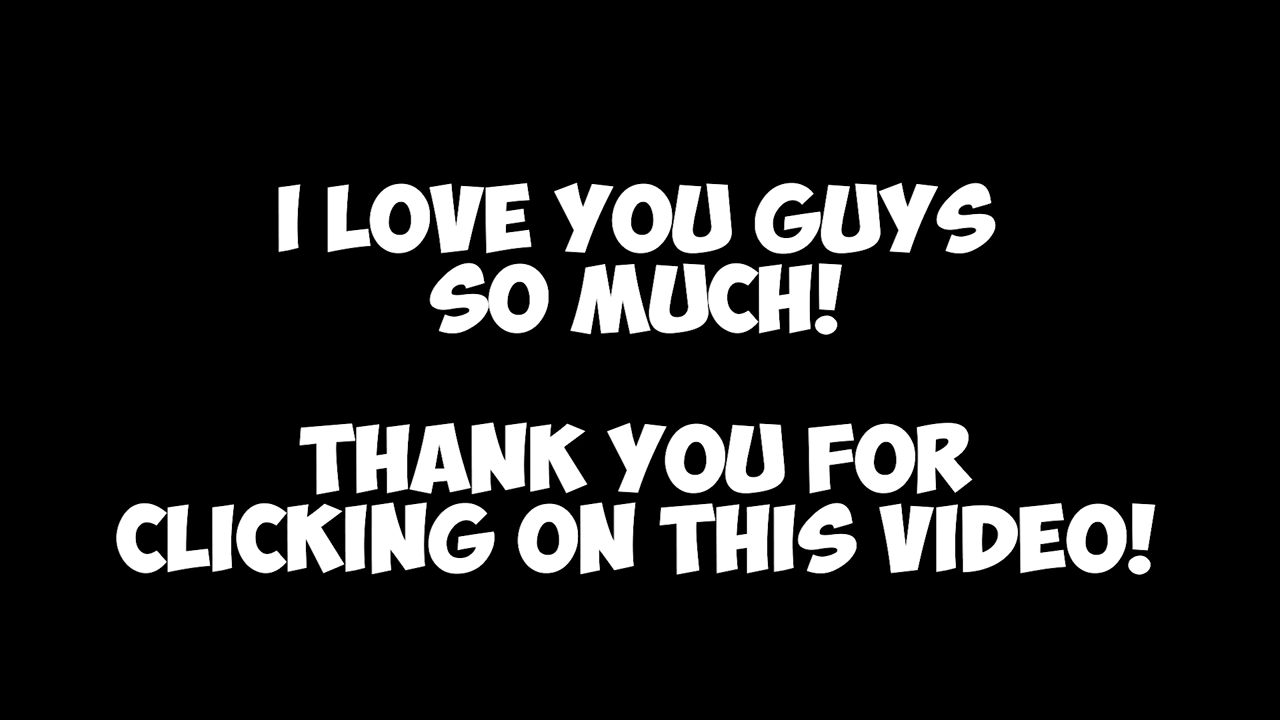 I LOVE YOU GUYS
SO MUCH!
THANK YOU FOR
CLICKING ON THIS VIDEO!